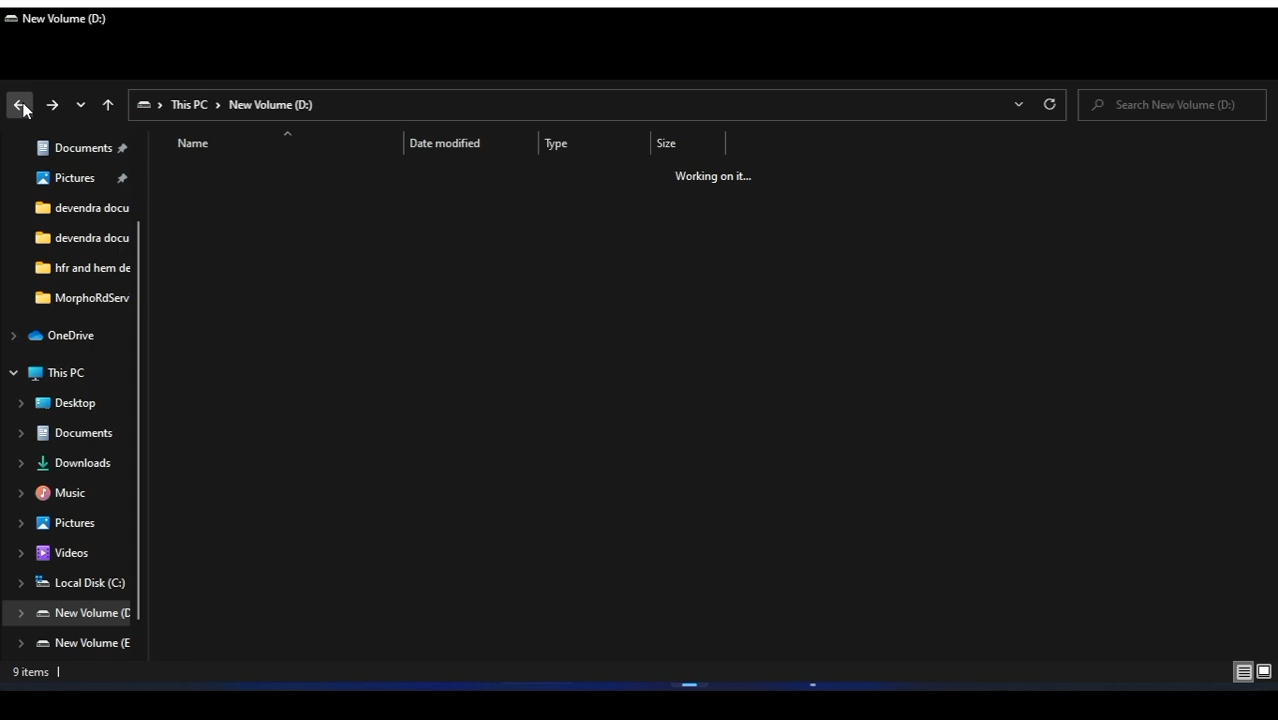 New Volume (D:)
This PC > New Volume (D:)
Search New Volume (D:)
Name
Date modified
Type
Size
Working on it...
Documents
Pictures
devendra docu
devendra docu
hfr and hem de
MorphoRdServ
OneDrive
This PC
Desktop
Documents
Downloads
Music
Pictures
Videos
Local Disk (C:)
New Volume (D
New Volume (E
9 items